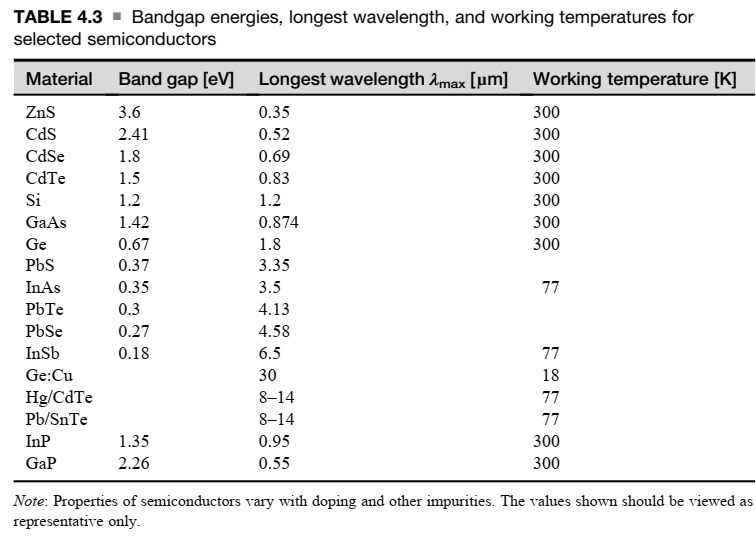 TABLE 4.3 ■ Bandgap energies, longest wavelength, and working temperatures for
selected semiconductors
Material Band gap [eV] Longest wavelength λmax [μm] Working temperature [K]
ZnS 3.6 0.35 300
CdS 2.41 0.52 300
CdSe 1.8 0.69 300
CdTe 1.5 0.83 300
Si 1.2 1.2 300
GaAs 1.42 0.874 300
Ge 0.67 1.8 300
PbS 0.37 3.35
InAs 0.35 3.5 77
PbTe 0.3 4.13
PbSe 0.27 4.58
InSb 0.18 6.5 77
Ge:Cu 30 18
Hg/CdTe 8–14 77
Pb/SnTe 8–14 77
InP 1.35 0.95 300
GaP 2.26 0.55 300
Note: Properties of semiconductors vary with doping and other impurities. The values shown should be viewed as
representative only.